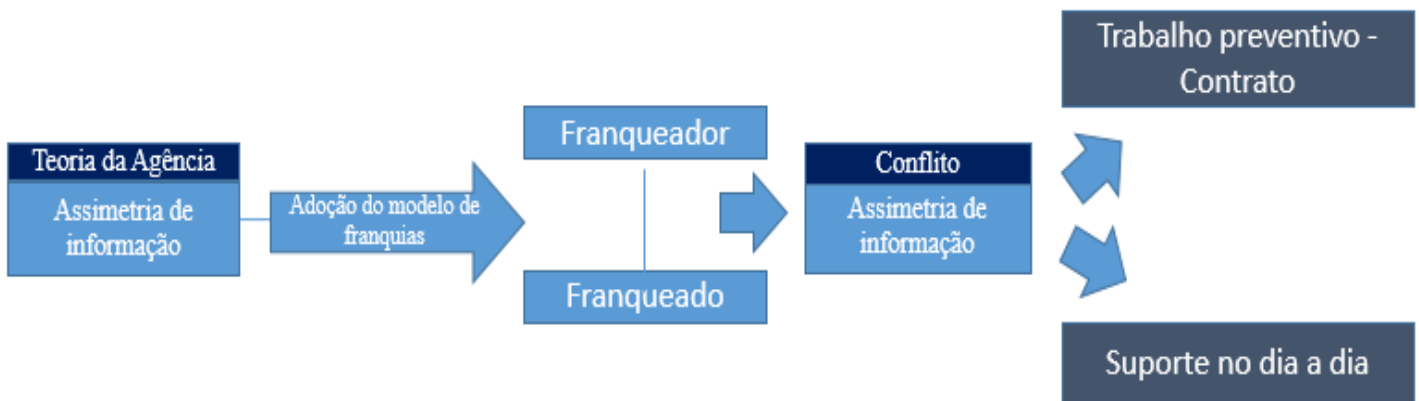 Teoria da Agência
Assimetria de
informação
Adoção do modelo de
franquias
Franqueador
Franqueado
Conflito
Assimetria de
informação
Trabalho preventivo -
Contrato
Suporte no dia a dia